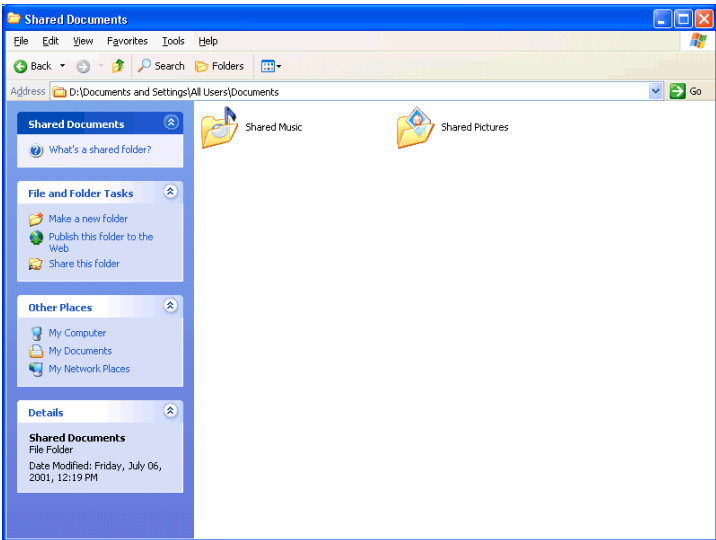 Shared Documents
File Edit View Favorites Tools Help
Back Search Folders
Address D:\Documents and Settings\All Users\Documents Go
Shared Documents
What's a shared folder?
File and Folder Tasks
Make a new folder
Publish this folder to the
Web
Share this folder
Other Places
My Computer
My Documents
My Network Places
Details
Shared Documents
File Folder
Date Modified: Friday, July 06,
2001, 12:19 PM
Shared Music Shared Pictures